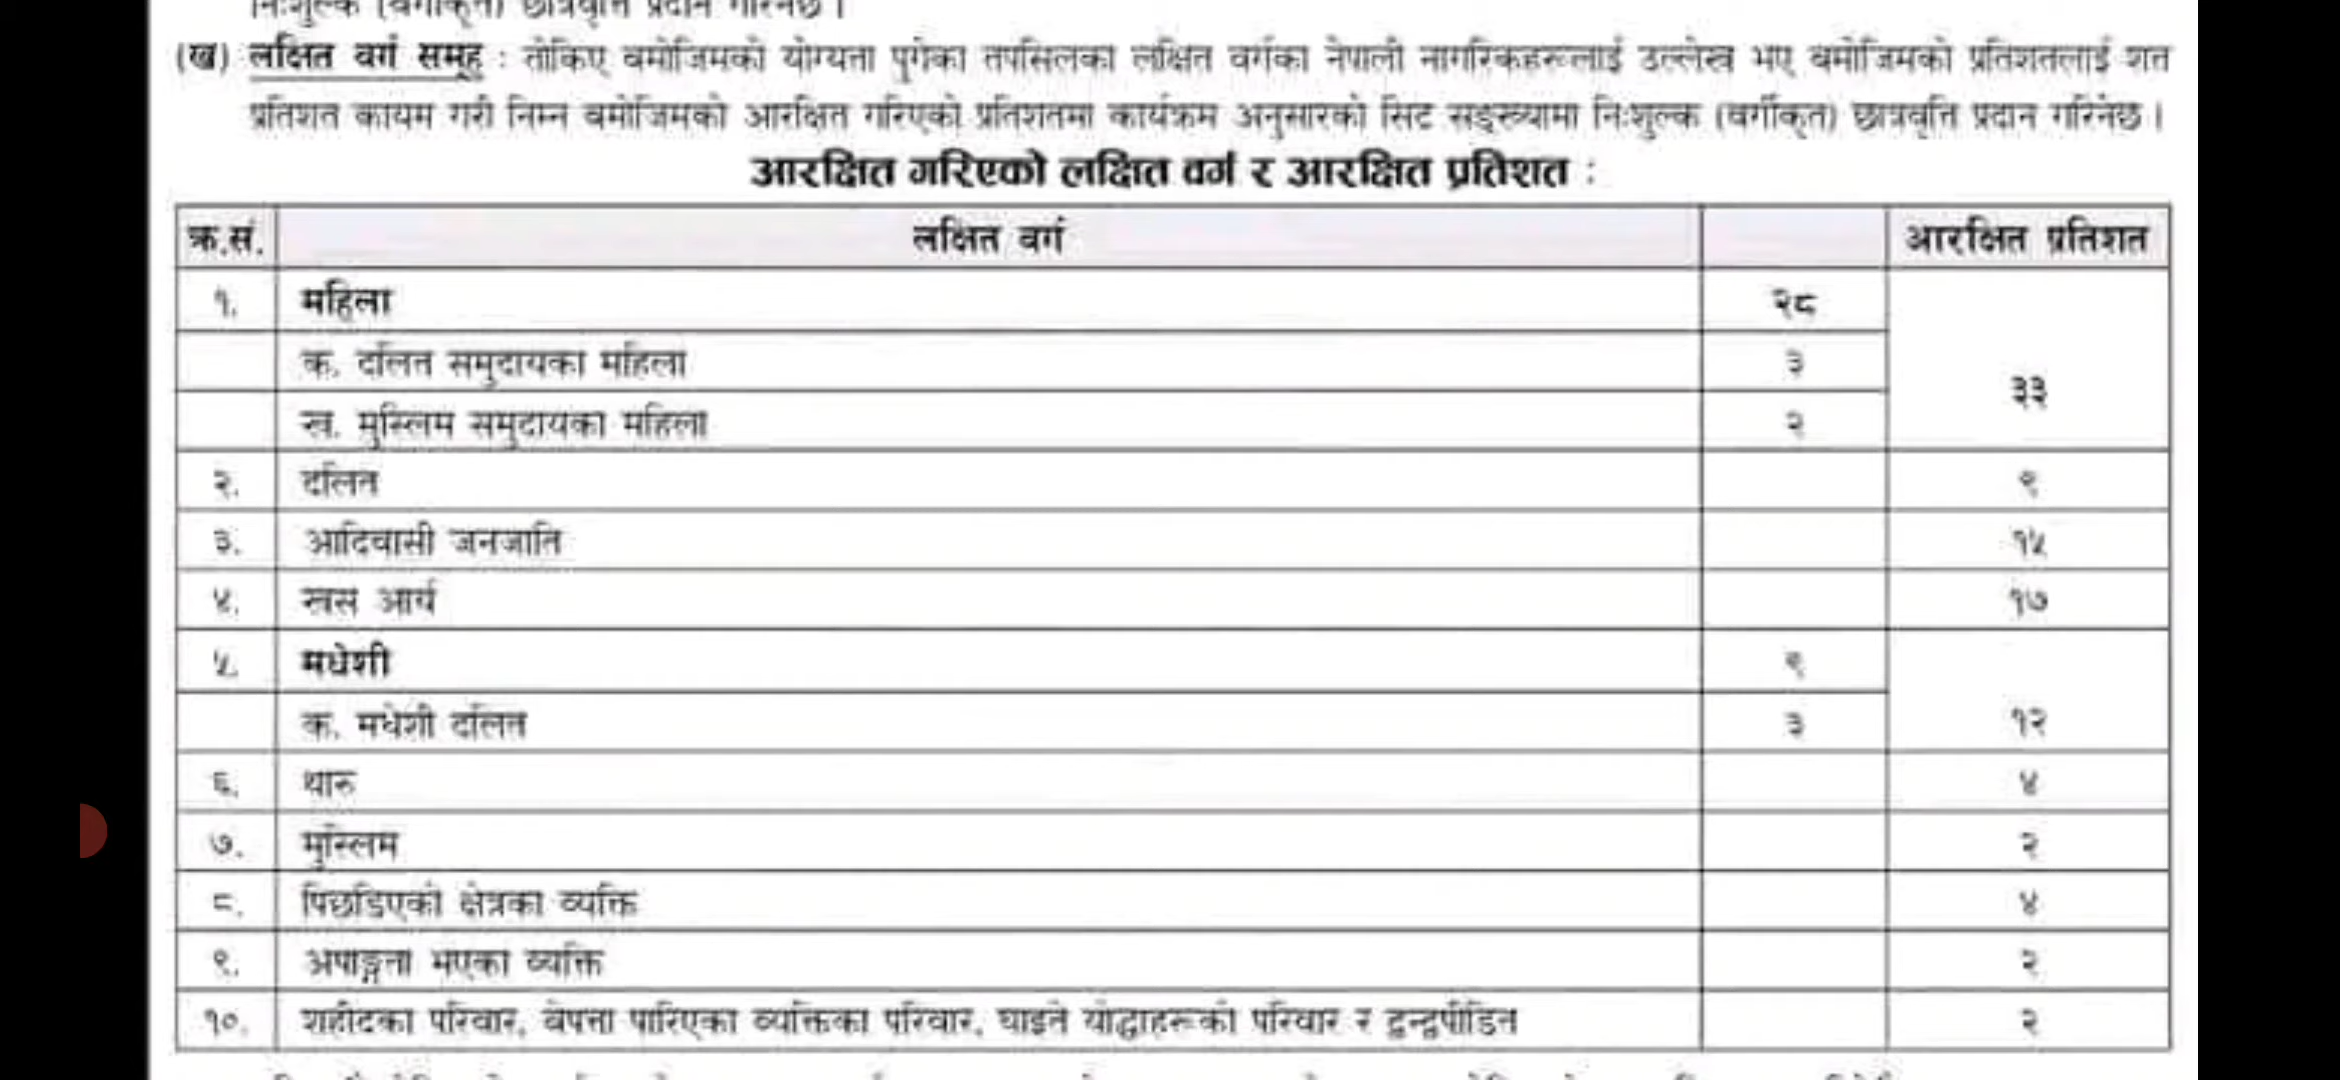 निःशुल्क (वर्गीकृत) छात्रवृत्ति प्रदान गरिनेछ ।
(ख) लक्षित वर्ग समूह : तोकिए बमोजिमको योग्यता पुगेका तपसिलका लक्षित वर्गका नेपाली नागरिकहरूलाई उल्लेख भए बमोजिमको प्रतिशतलाई शत
प्रतिशत कायम गरी निम्न बमोजिमको आरक्षित गरिएको प्रतिशतमा कार्यक्रम अनुसारको सिट सङ्ख्यामा निःशुल्क (वर्गीकृत) छात्रवृत्ति प्रदान गरिनेछ ।
आरक्षित गरिएको लक्षित वर्ग र आरक्षित प्रतिशत :
क्र.सं. लक्षित वर्ग आरक्षित प्रतिशत
१. महिला २८
क. दलित समुदायका महिला ३
३३
ख. मुस्लिम समुदायका महिला २
२. दलित ९
३. आदिवासी जनजाति १५
४. खस आर्य १७
५. मधेशी ९
क. मधेशी दलित ३ १२
६. थारु ४
७. मुस्लिम २
८. पिछडिएको क्षेत्रका व्यक्ति ४
९. अपाङ्गता भएका व्यक्ति २
१०. शहीदका परिवार, बेपत्ता पारिएका व्यक्तिका परिवार, घाइते योद्धाहरूको परिवार र द्वन्द्वपीडित २